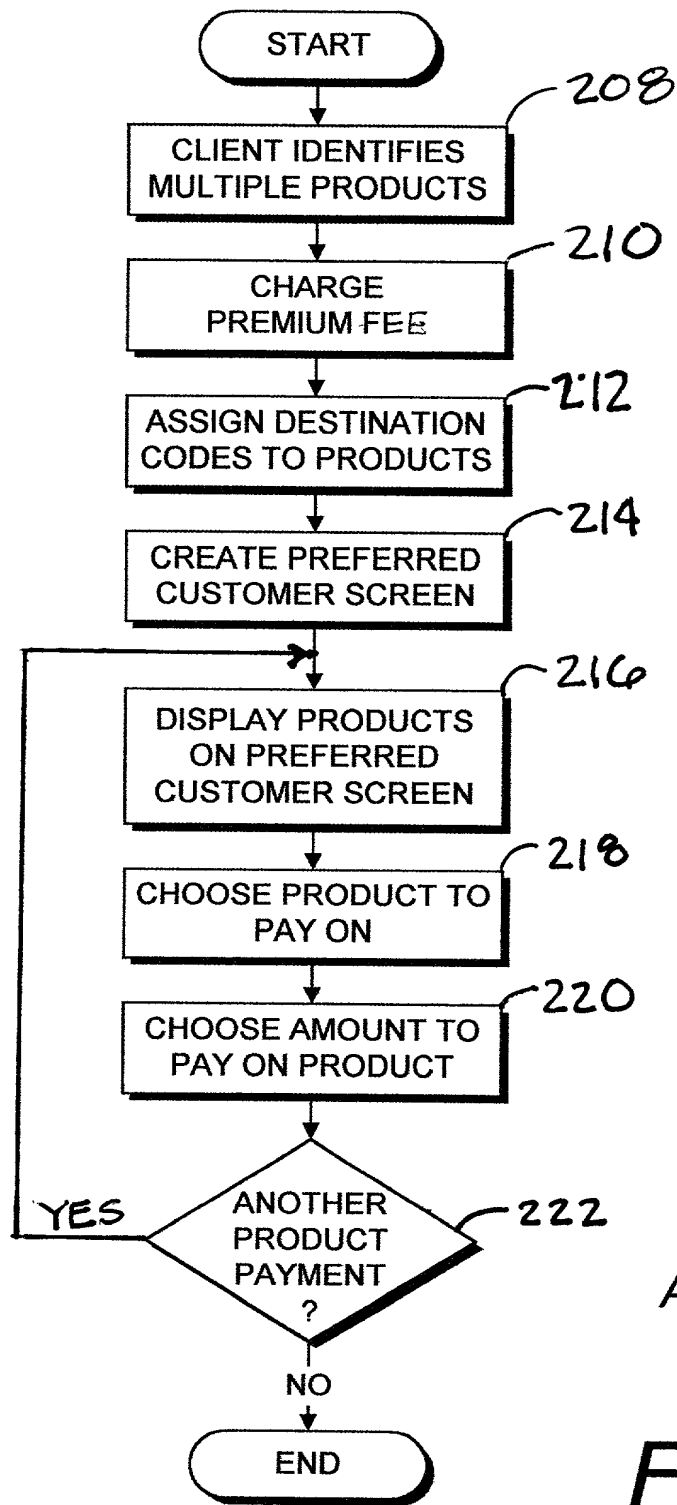 START
208
CLIENT IDENTIFIES
MULTIPLE PRODUCTS
210
CHARGE
PREMIUM FEE
212
ASSIGN DESTINATION
CODES TO PRODUCTS
214
CREATE PREFERRED
CUSTOMER SCREEN
216
DISPLAY PRODUCTS
ON PREFERRED
CUSTOMER SCREEN
218
CHOOSE PRODUCT TO
PAY ON
220
CHOOSE AMOUNT TO
PAY ON PRODUCT
YES
222
ANOTHER
PRODUCT
PAYMENT
?
NO
END